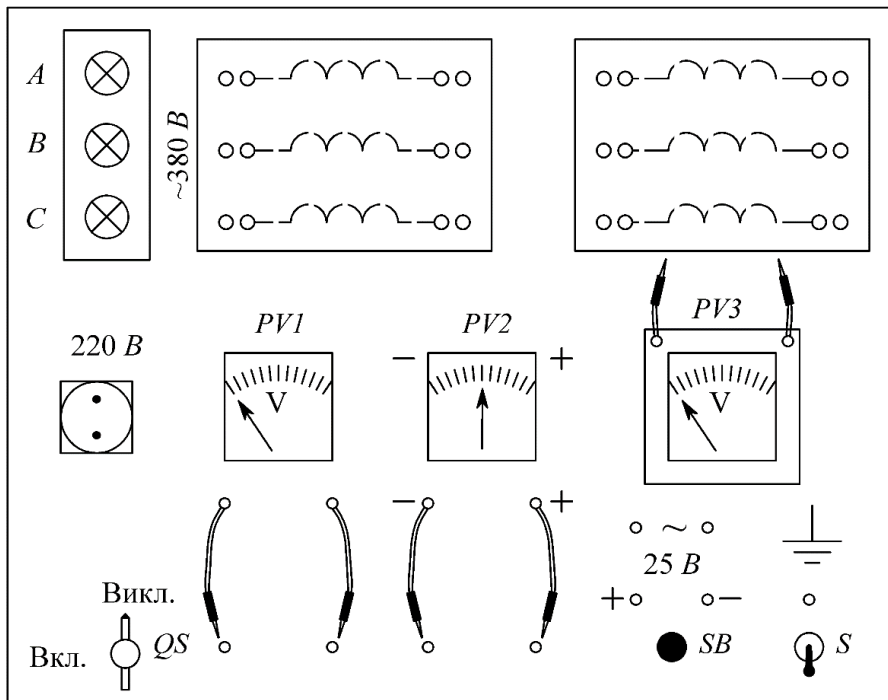 A
B
C
~380 В
220 В
PV1
PV2
PV3
V
− +
V
− +
~
25 В
+ −
Викл.
Вкл.
QS
SB
S